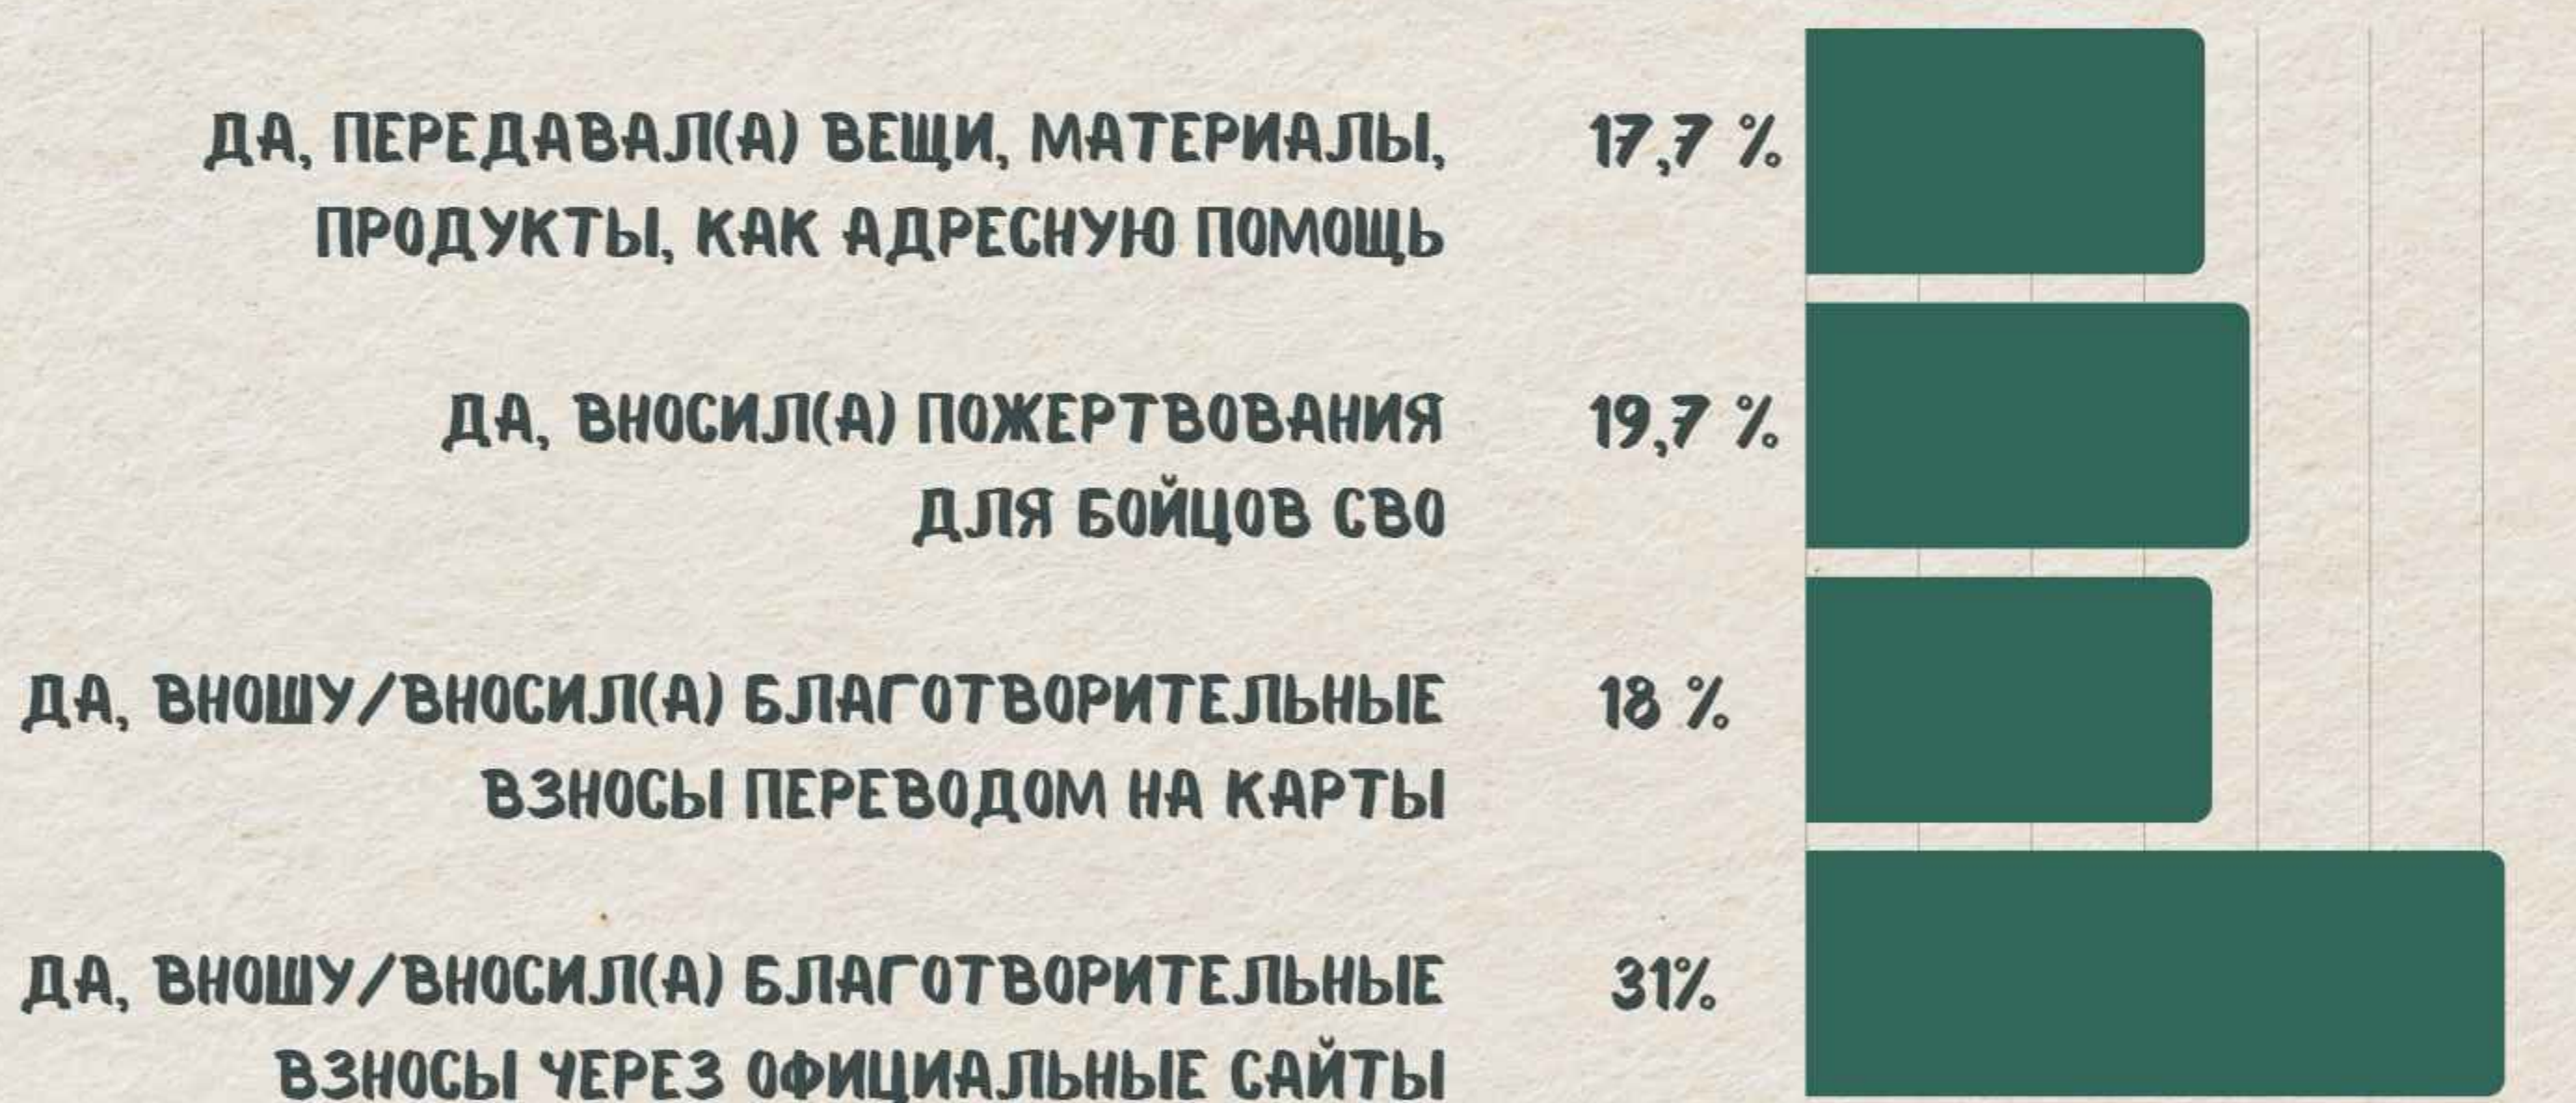 ДА, ПЕРЕДАВАЛ(А) ВЕЩИ, МАТЕРИАЛЫ,
ПРОДУКТЫ, КАК АДРЕСНУЮ ПОМОЩЬ
17,7 %
ДА, ВНОСИЛ(А) ПОЖЕРТВОВАНИЯ
ДЛЯ БОЙЦОВ СВО
19,7 %
ДА, ВНОШУ/ВНОСИЛ(А) БЛАГОТВОРИТЕЛЬНЫЕ
ВЗНОСЫ ПЕРЕВОДОМ НА КАРТЫ
18 %
ДА, ВНОШУ/ВНОСИЛ(А) БЛАГОТВОРИТЕЛЬНЫЕ
ВЗНОСЫ ЧЕРЕЗ ОФИЦИАЛЬНЫЕ САЙТЫ
31%